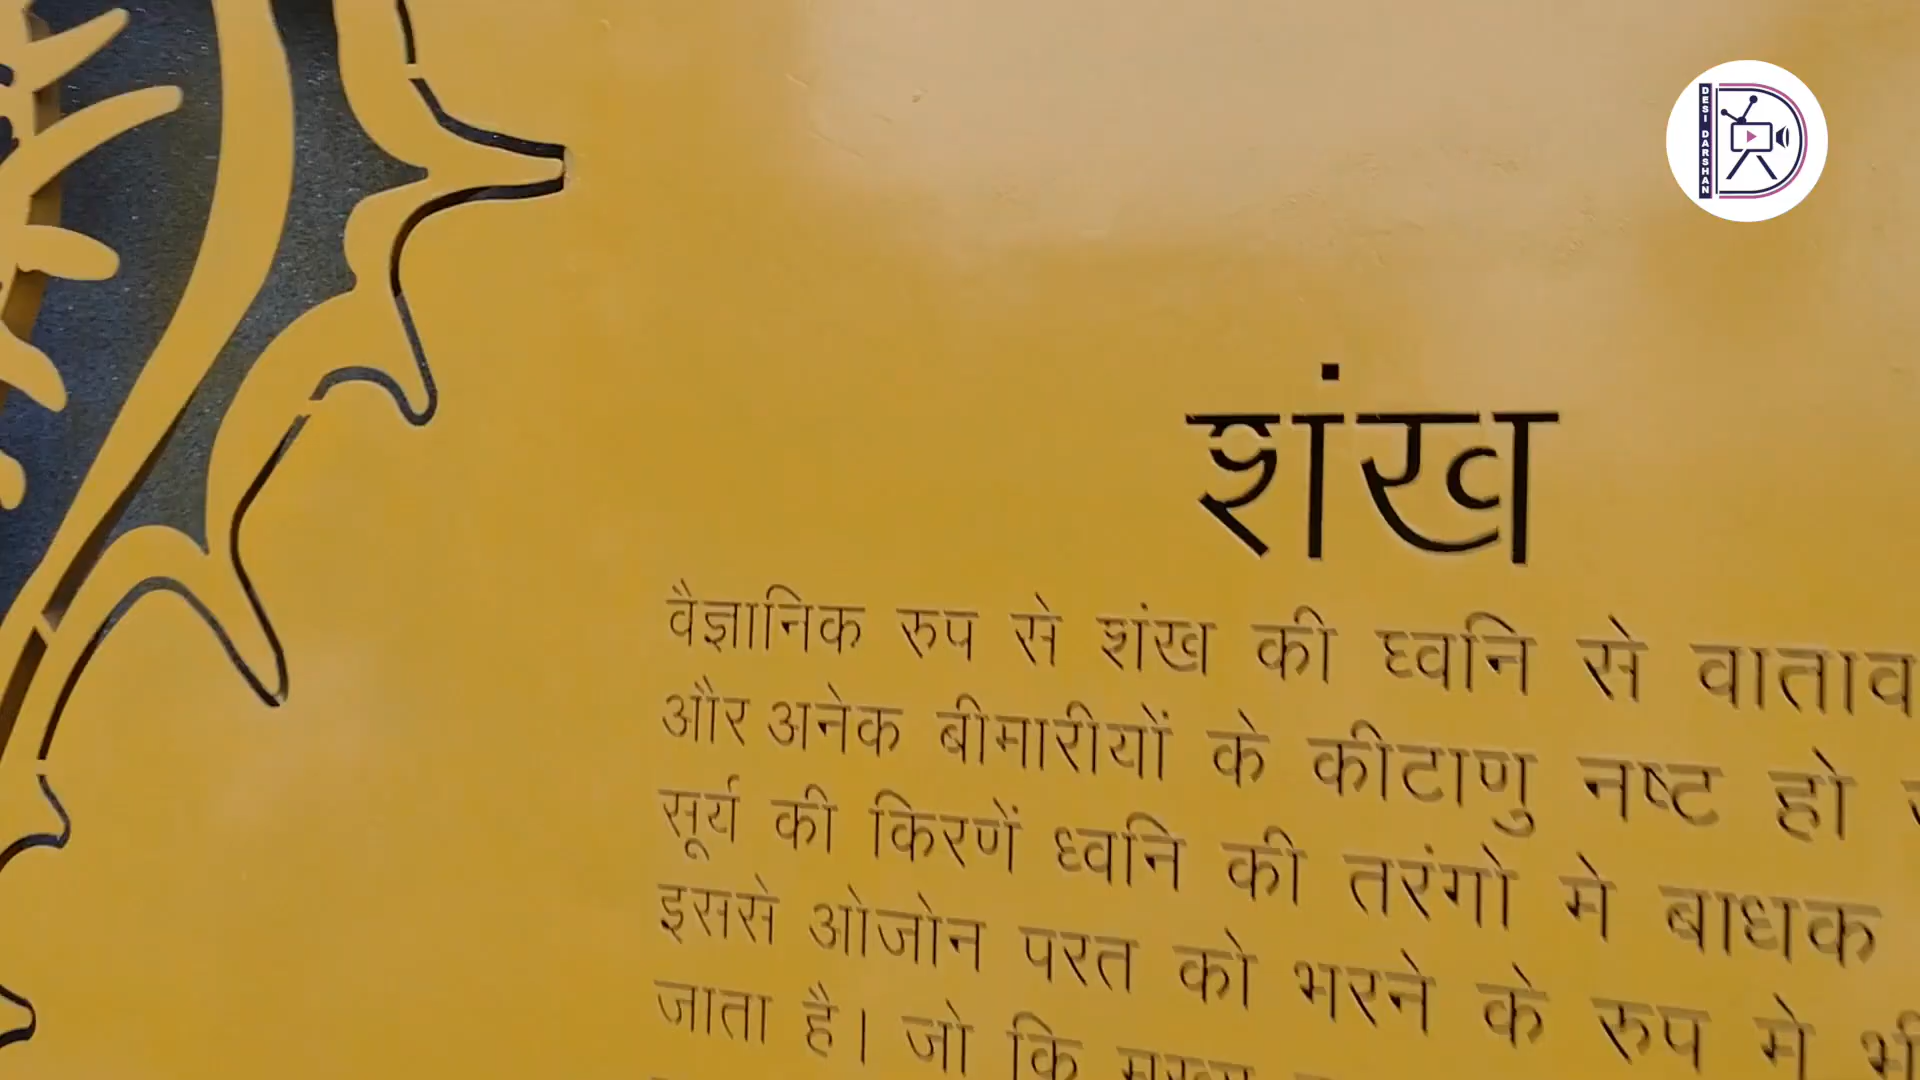 DESI DARSHAN
शंख
वैज्ञानिक रुप से शंख की ध्वनि से
और अनेक बीमारीयों के कीटाणु नष्ट हो
सूर्य की किरणें ध्वनि की तरंगो मे बाधक
इससे ओजोन परत को भरने के रुप मे
जाता है। जो कि